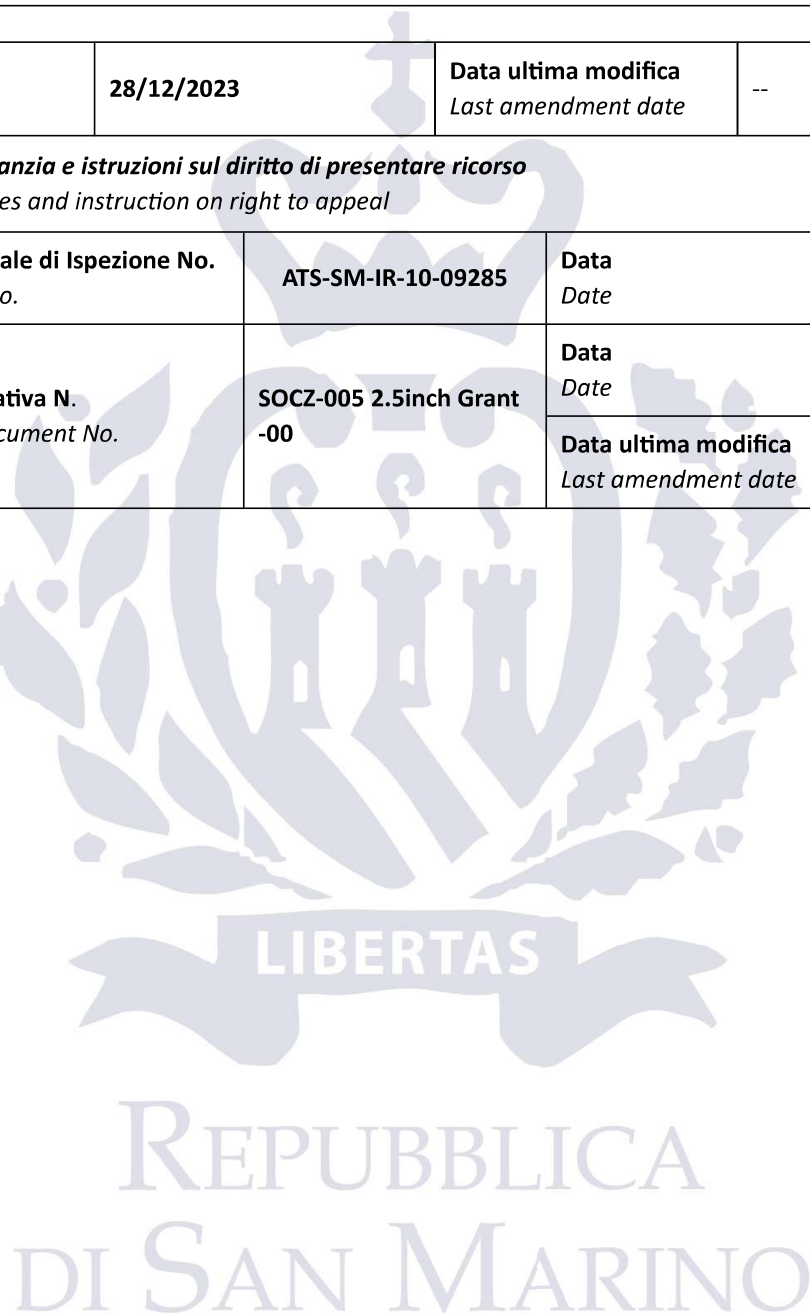 28/12/2023
Data ultima modifica
Last amendment date
--
anzia e istruzioni sul diritto di presentare ricorso
es and instruction on right to appeal
ale di Ispezione No.
o.
ATS-SM-IR-10-09285
Data
Date
ativa N.
cument No.
SOCZ-005 2.5inch Grant
-00
Data
Date
Data ultima modifica
Last amendment date
LIBERTAS
REPUBBLICA
DI SAN MARINO